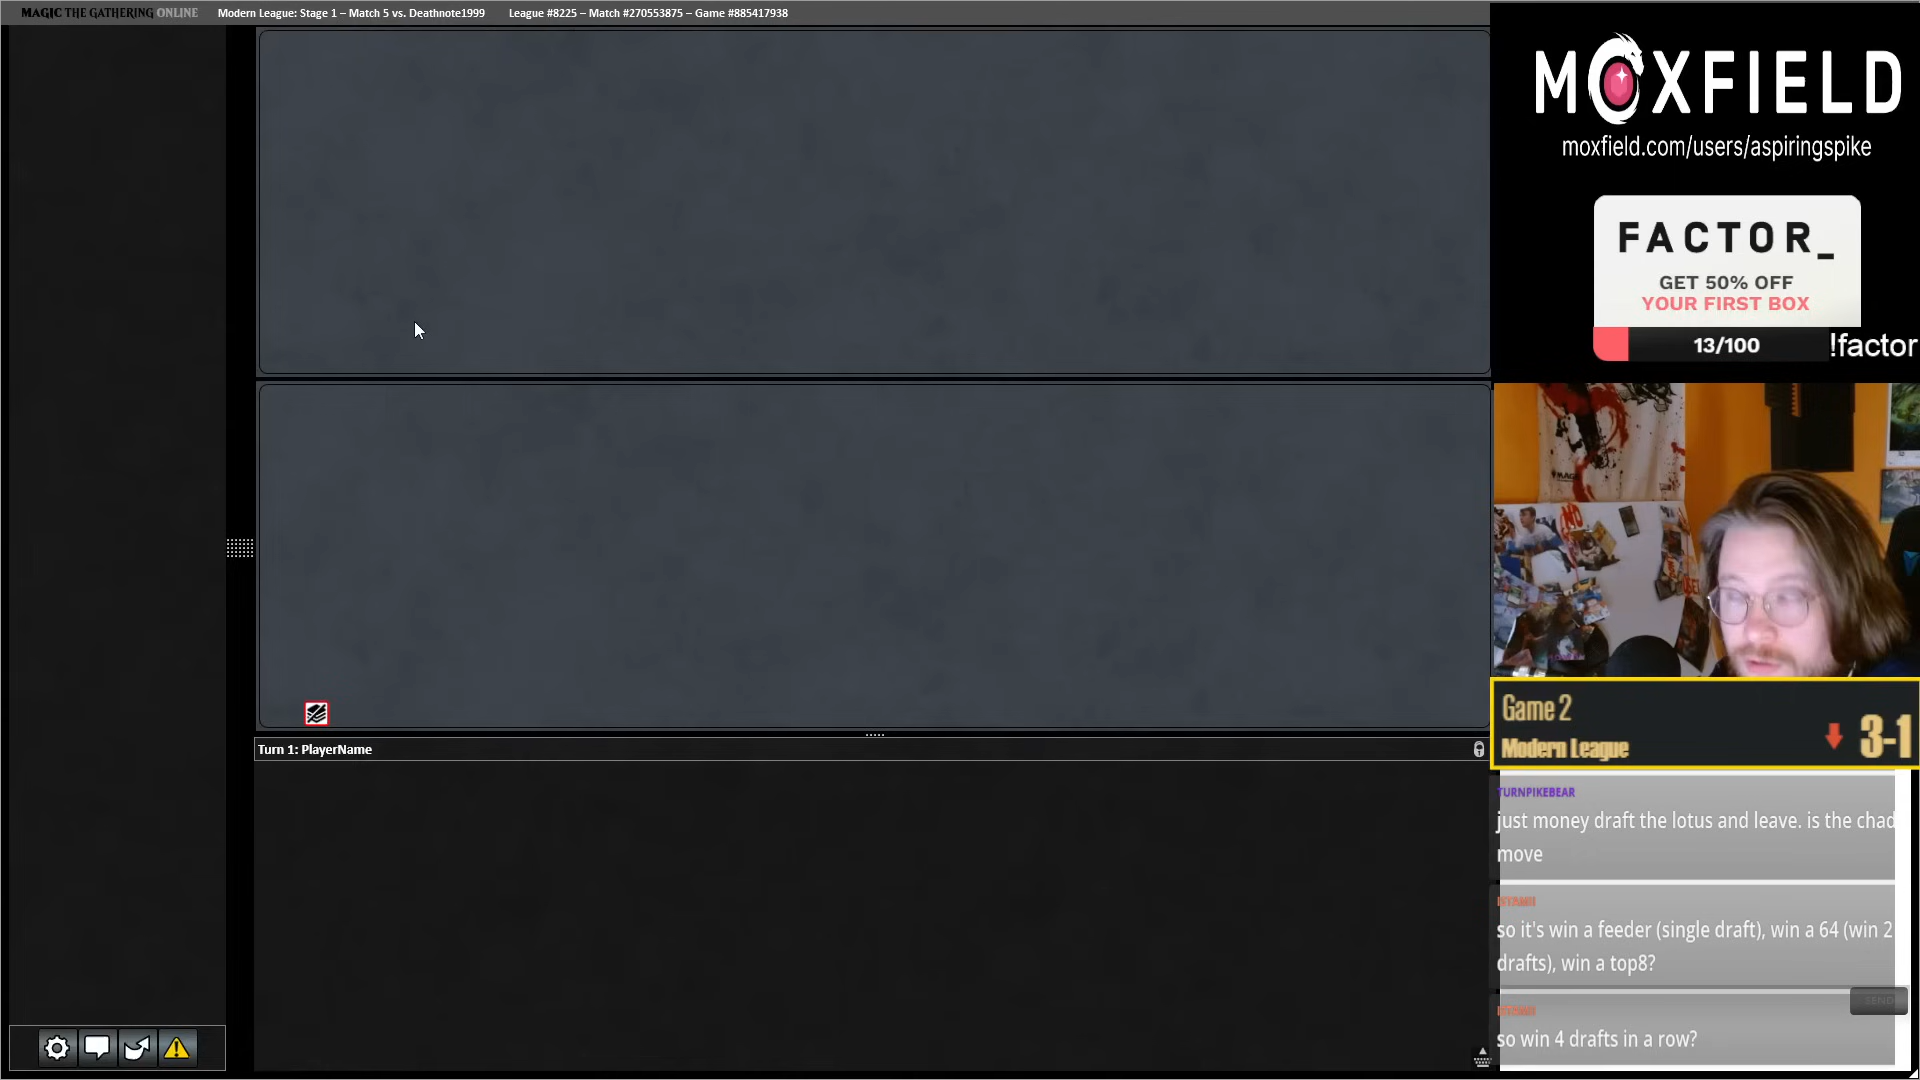 MAGIC THE GATHERING ONLINE
Modern League: Stage 1 – Match 5 vs. Deathnote1999
League #8225 – Match #270553875 – Game #885417938
MOXFIELD
moxfield.com/users/aspiringspike
FACTOR_
GET 50% OFF
YOUR FIRST BOX
13/100
!factor
Game 2
Modern League
3-1
Turn 1: PlayerName
TURNPIKEBEAR
just money draft the lotus and leave. is the chad
move
so it's win a feeder (single draft), win a 64 (win 2
drafts), win a top8?
SEND
so win 4 drafts in a row?